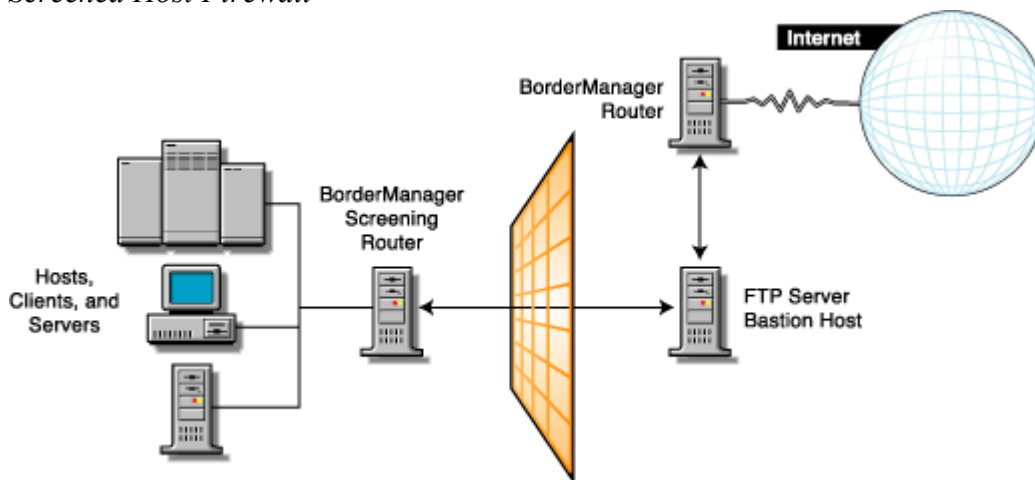 Screened Host Firewall
Internet
BorderManager
Router
BorderManager
Screening
Router
Hosts,
Clients, and
Servers
FTP Server
Bastion Host